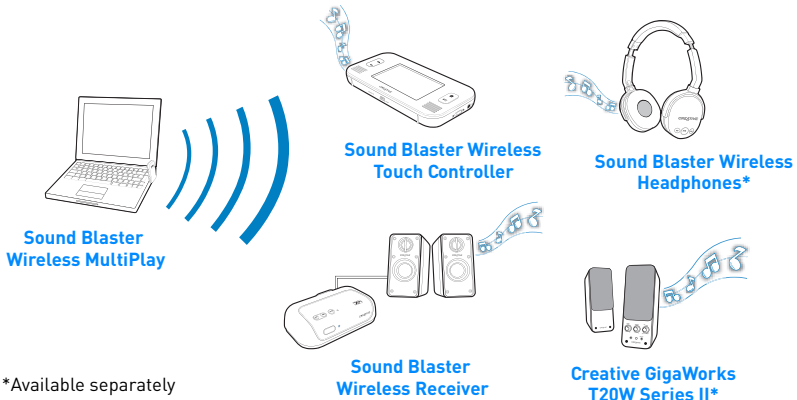 Sound Blaster Wireless
Touch Controller
Sound Blaster Wireless
Headphones*
Sound Blaster
Wireless MultiPlay
Sound Blaster
Wireless Receiver
Creative GigaWorks
T20W Series II*
*Available separately